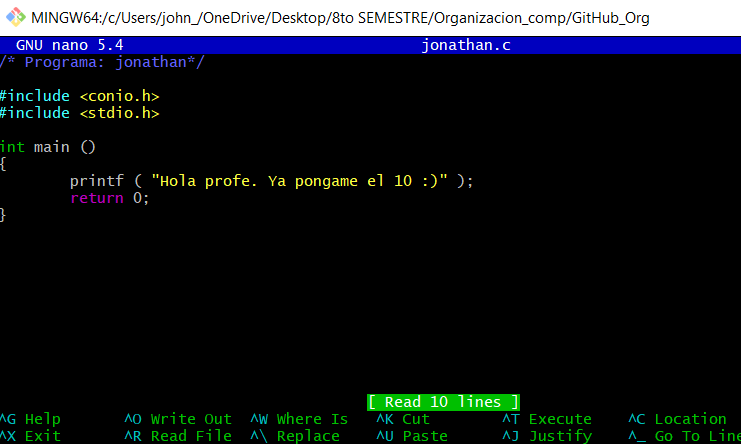 MINGW64:/c/Users/john_/OneDrive/Desktop/8to SEMESTRE/Organizacion_comp/GitHub_Org
GNU nano 5.4 jonathan.c
/* Programa: jonathan*/
#include <conio.h>
#include <stdio.h>
int main ()
{
printf ( "Hola profe. Ya pongame el 10 :)" );
return 0;
}
[ Read 10 lines ]
^G Help ^O Write Out ^W Where Is ^K Cut ^T Execute ^C Location
^X Exit ^R Read File ^\ Replace ^U Paste ^J Justify ^_ Go To Line